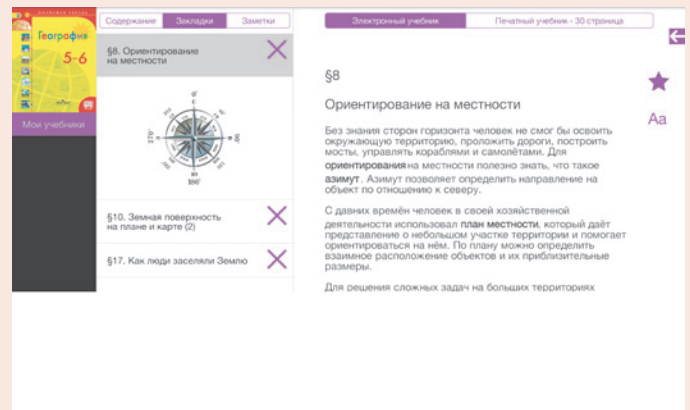 География
5-6
Мои учебники
Содержание
Закладки
Заметки
§8. Ориентирование
на местности
0°
С
270°
В
90
180°
§10. Земная поверхность
на плане и карте (2)
§17. Как люди заселяли Землю
Электронный учебник
Печатный учебник - 30 страница
§8
Ориентирование на местности
Аа
Без знания сторон горизонта человек не смог бы освоить
окружающую территорию, проложить дороги, построить
мосты, управлять кораблями и самолётами. Для
ориентирования на местности полезно знать, что такое
азимут. Азимут позволяет определить направление на
объект по отношению к северу.
С давних времён человек в своей хозяйственной
деятельности использовал план местности, который даёт
представление о небольшом участке территории и помогает
ориентироваться на нём. По плану можно определить
взаимное расположение объектов и их приблизительные
размеры.
Для решения сложных задач на больших территориях